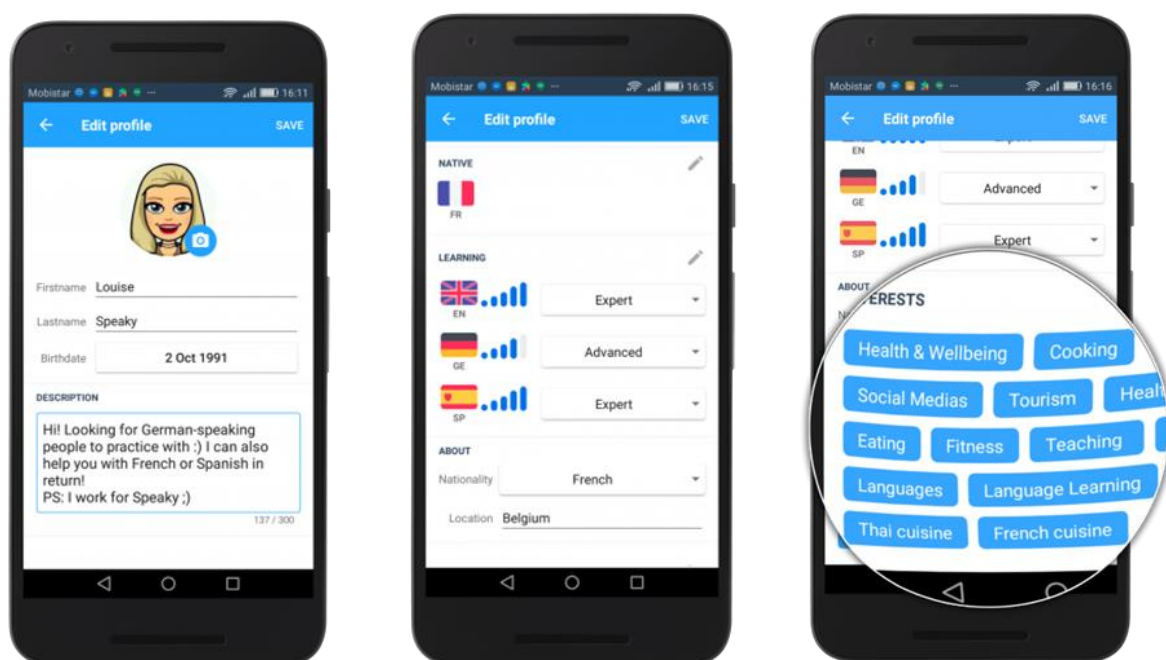 Mobistar ... 16:11
Edit profile SAVE
Firstname Louise
Lastname Speaky
Birthdate 2 Oct 1991
DESCRIPTION
Hi! Looking for German-speaking
people to practice with :) I can also
help you with French or Spanish in
return!
PS: I work for Speaky ;)
137 / 300
Mobistar ... 16:15
Edit profile SAVE
NATIVE
FR
LEARNING
EN Expert
GE Advanced
SP Expert
ABOUT
Nationality French
Location Belgium
Mobistar ... 16:16
Edit profile SAVE
EN
GE Advanced
SP Expert
ABOUT
ERESTS
Health & Wellbeing Cooking
Social Medias Tourism Healt
Eating Fitness Teaching
Languages Language Learning
Thai cuisine French cuisine